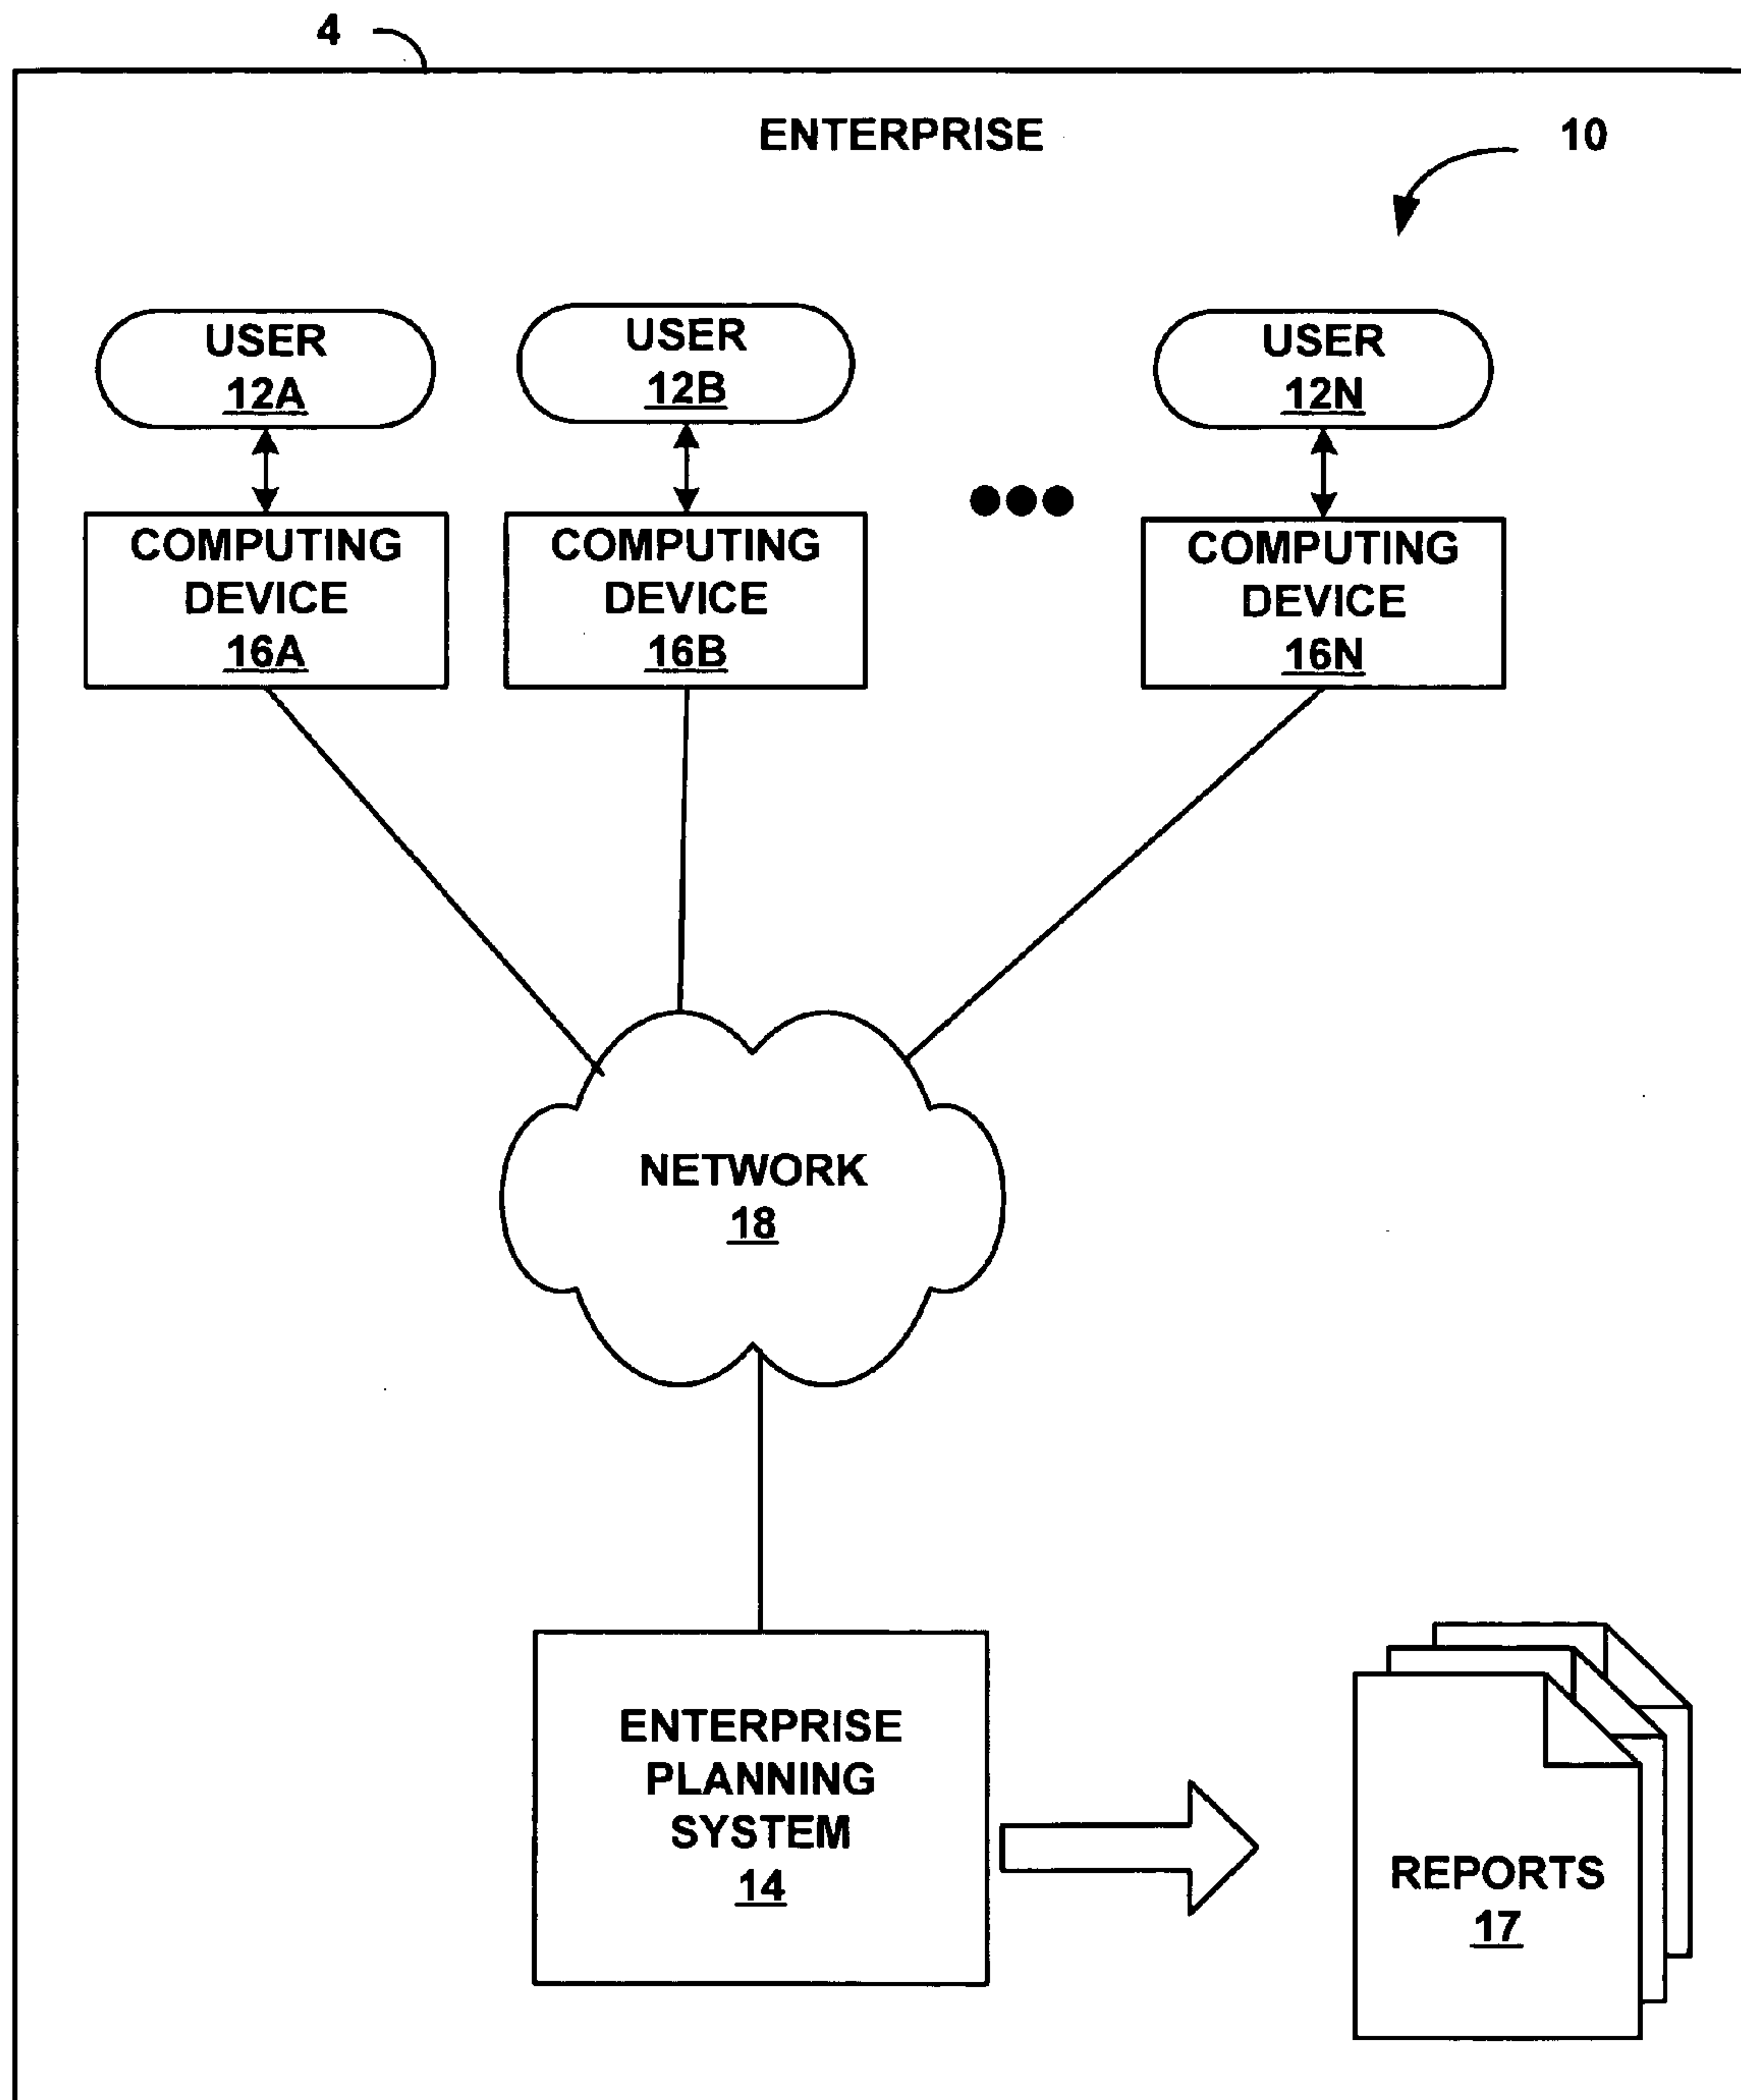 4
ENTERPRISE
10
USER
12A
USER
12B
USER
12N
COMPUTING
DEVICE
16A
COMPUTING
DEVICE
16B
COMPUTING
DEVICE
16N
NETWORK
18
ENTERPRISE
PLANNING
SYSTEM
14
REPORTS
17